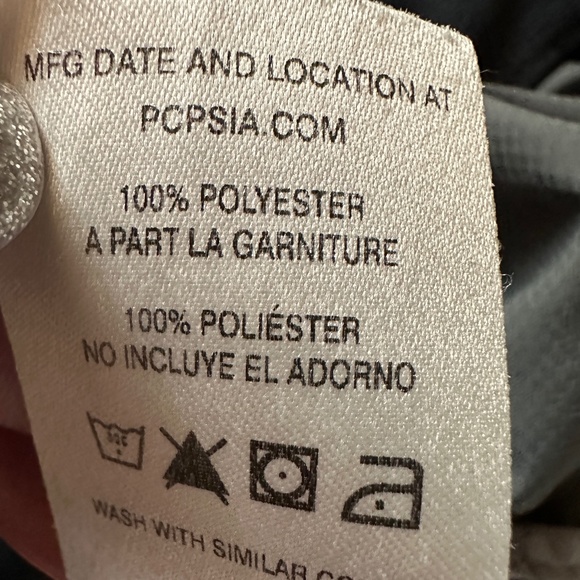 MFG DATE AND LOCATION AT
PCPSIA.COM
100% POLYESTER
A PART LA GARNITURE
100% POLIÉSTER
NO INCLUYE EL ADORNO
WASH WITH SIMILAR